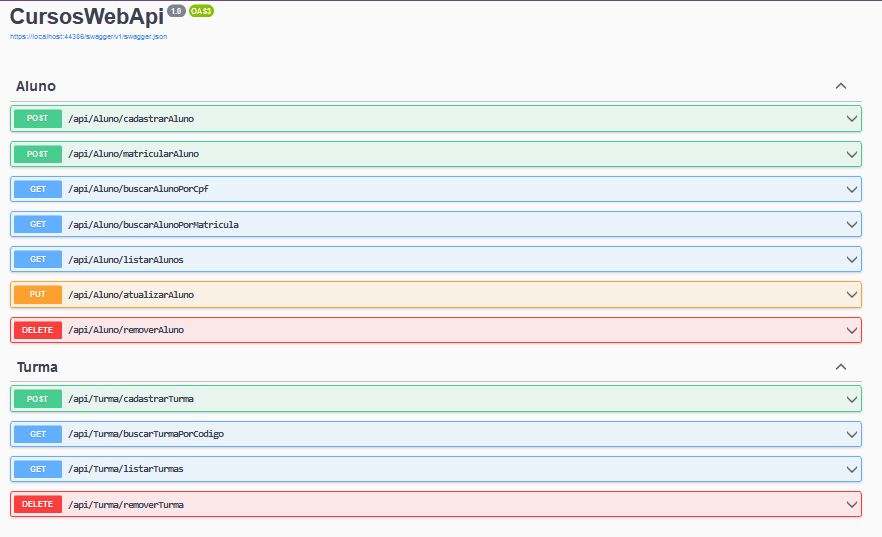 CursosWebApi 1.0 OAS3
https://localhost:44386/swagger/v1/swagger.json
Aluno
POST /api/Aluno/cadastrarAluno
POST /api/Aluno/matricularAluno
GET /api/Aluno/buscarAlunoPorCpf
GET /api/Aluno/buscarAlunoPorMatricula
GET /api/Aluno/listarAlunos
PUT /api/Aluno/atualizarAluno
DELETE /api/Aluno/removerAluno
Turma
POST /api/Turma/cadastrarTurma
GET /api/Turma/buscarTurmaPorCodigo
GET /api/Turma/listarTurmas
DELETE /api/Turma/removerTurma